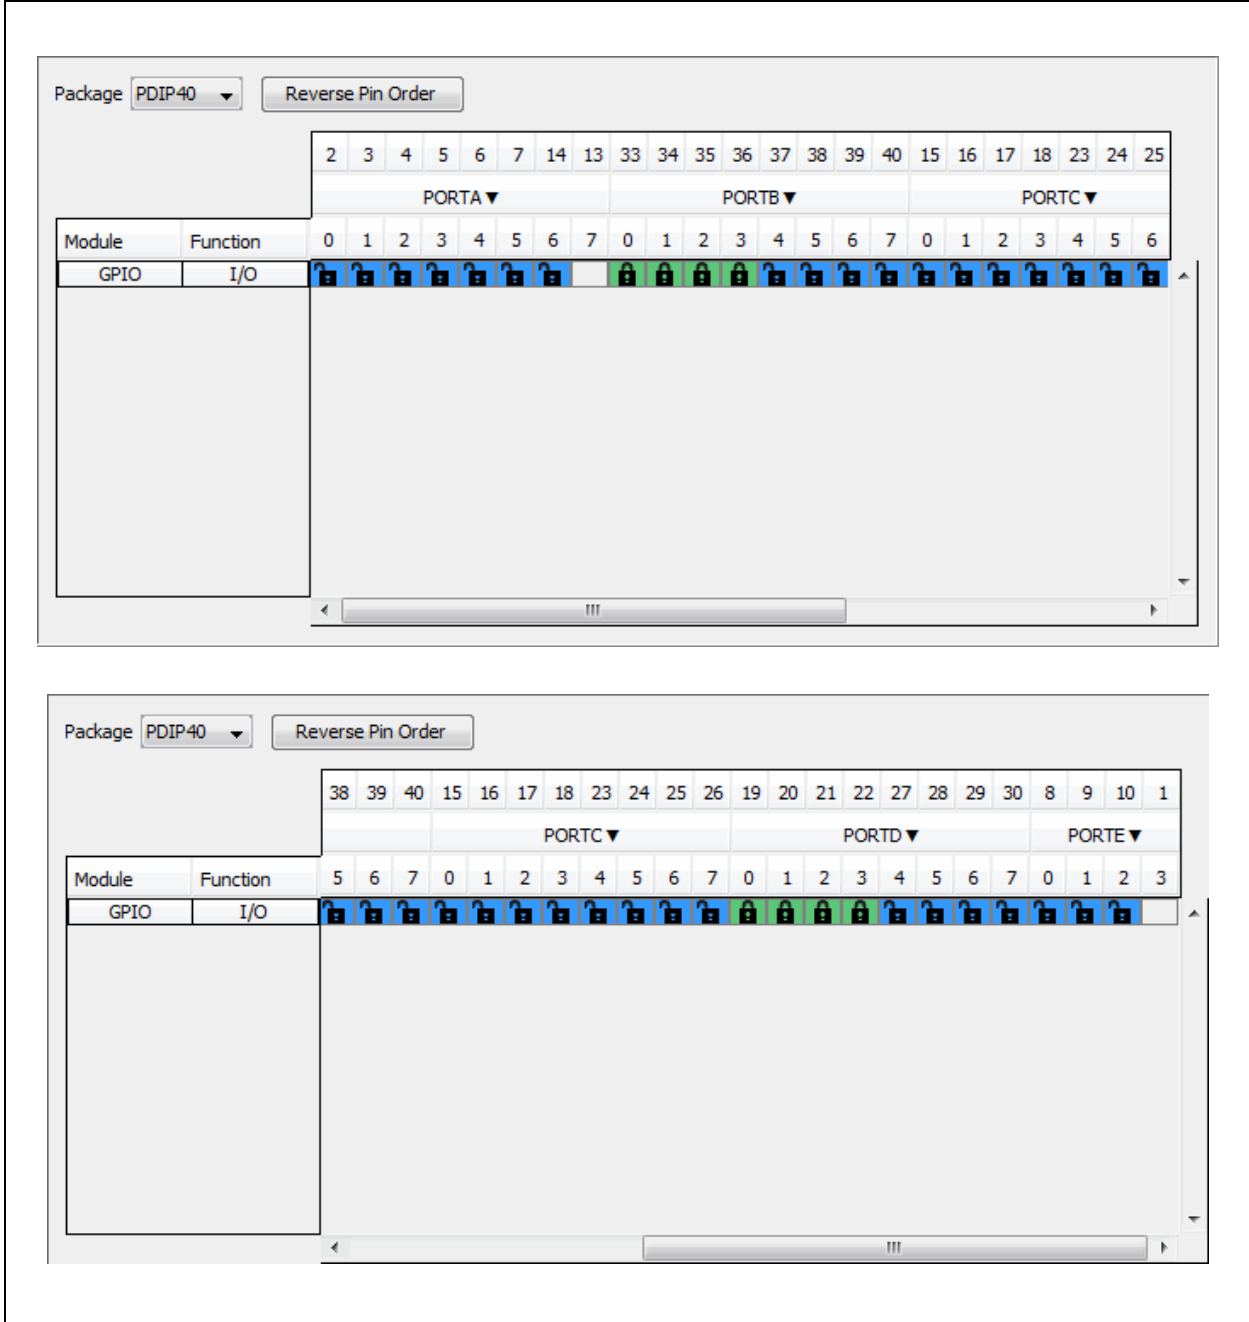 Package PDIP40 Reverse Pin Order
2 3 4 5 6 7 14 13 33 34 35 36 37 38 39 40 15 16 17 18 23 24 25
PORTA▼ PORTB▼ PORTC▼
Module Function 0 1 2 3 4 5 6 7 0 1 2 3 4 5 6 7 0 1 2 3 4 5 6
GPIO I/O
Package PDIP40 Reverse Pin Order
38 39 40 15 16 17 18 23 24 25 26 19 20 21 22 27 28 29 30 8 9 10 1
PORTC▼ PORTD▼ PORTE▼
Module Function 5 6 7 0 1 2 3 4 5 6 7 0 1 2 3 4 5 6 7 0 1 2 3
GPIO I/O